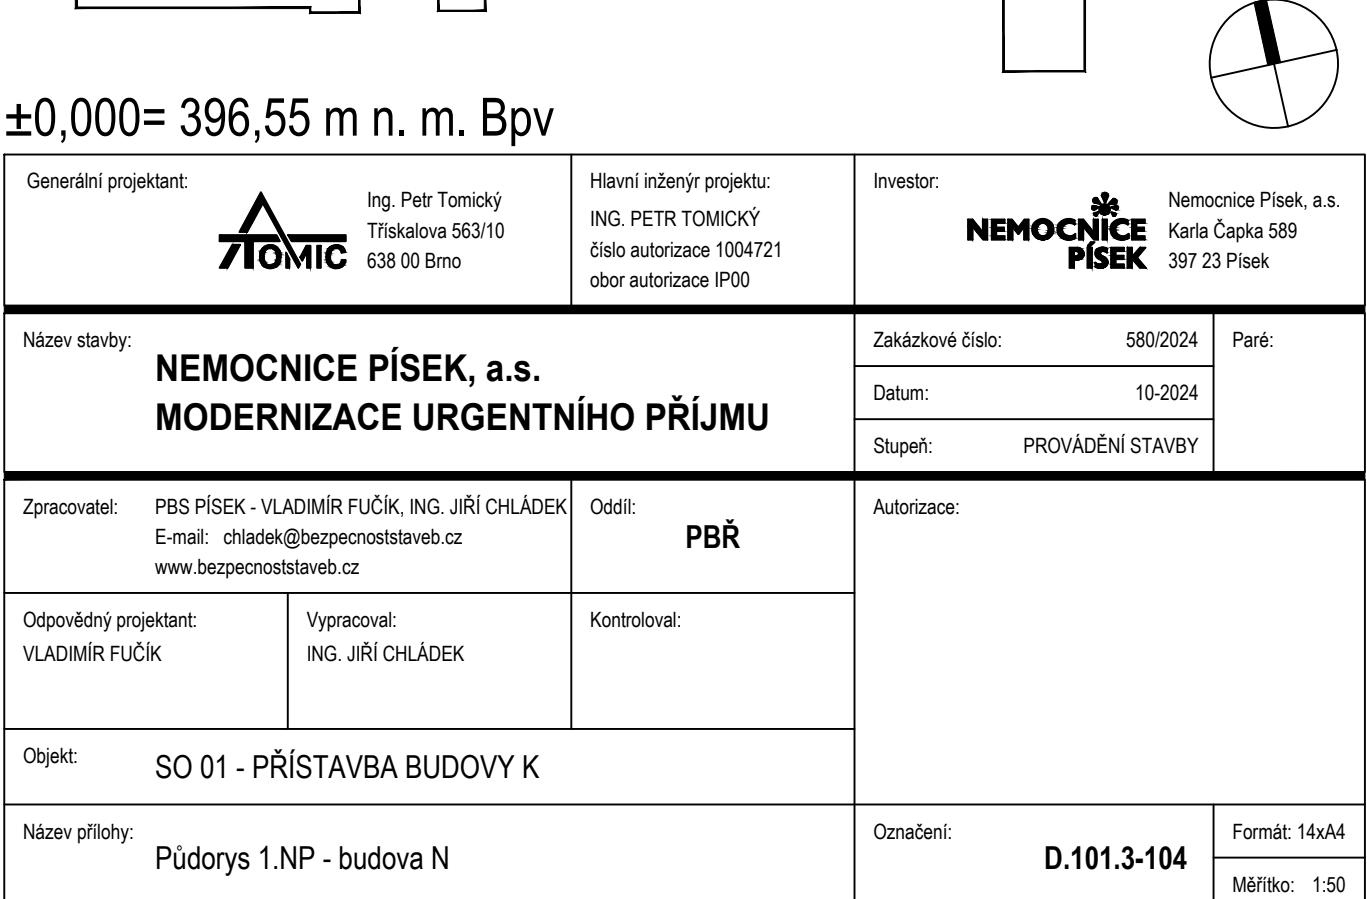 ±0,000= 396,55 m n. m. Bpv
Generální projektant:
ATOMIC
Ing. Petr Tomický
Třískalova 563/10
638 00 Brno
Hlavní inženýr projektu:
ING. PETR TOMICKÝ
číslo autorizace 1004721
obor autorizace IP00
Investor:
NEMOCNICE
PÍSEK
Nemocnice Písek, a.s.
Karla Čapka 589
397 23 Písek
Název stavby:
NEMOCNICE PÍSEK, a.s.
MODERNIZACE URGENTNÍHO PŘÍJMU
Zakázkové číslo: 580/2024
Datum: 10-2024
Stupeň: PROVÁDĚNÍ STAVBY
Paré:
Zpracovatel: PBS PÍSEK - VLADIMÍR FUČÍK, ING. JIŘÍ CHLÁDEK
E-mail: chladek@bezpecnoststaveb.cz
www.bezpecnoststaveb.cz
Oddíl:
PBŘ
Autorizace:
Odpovědný projektant:
VLADIMÍR FUČÍK
Vypracoval:
ING. JIŘÍ CHLÁDEK
Kontroloval:
Objekt: SO 01 - PŘÍSTAVBA BUDOVY K
Název přílohy:
Půdorys 1.NP - budova N
Označení:
D.101.3-104
Formát: 14xA4
Měřítko: 1:50